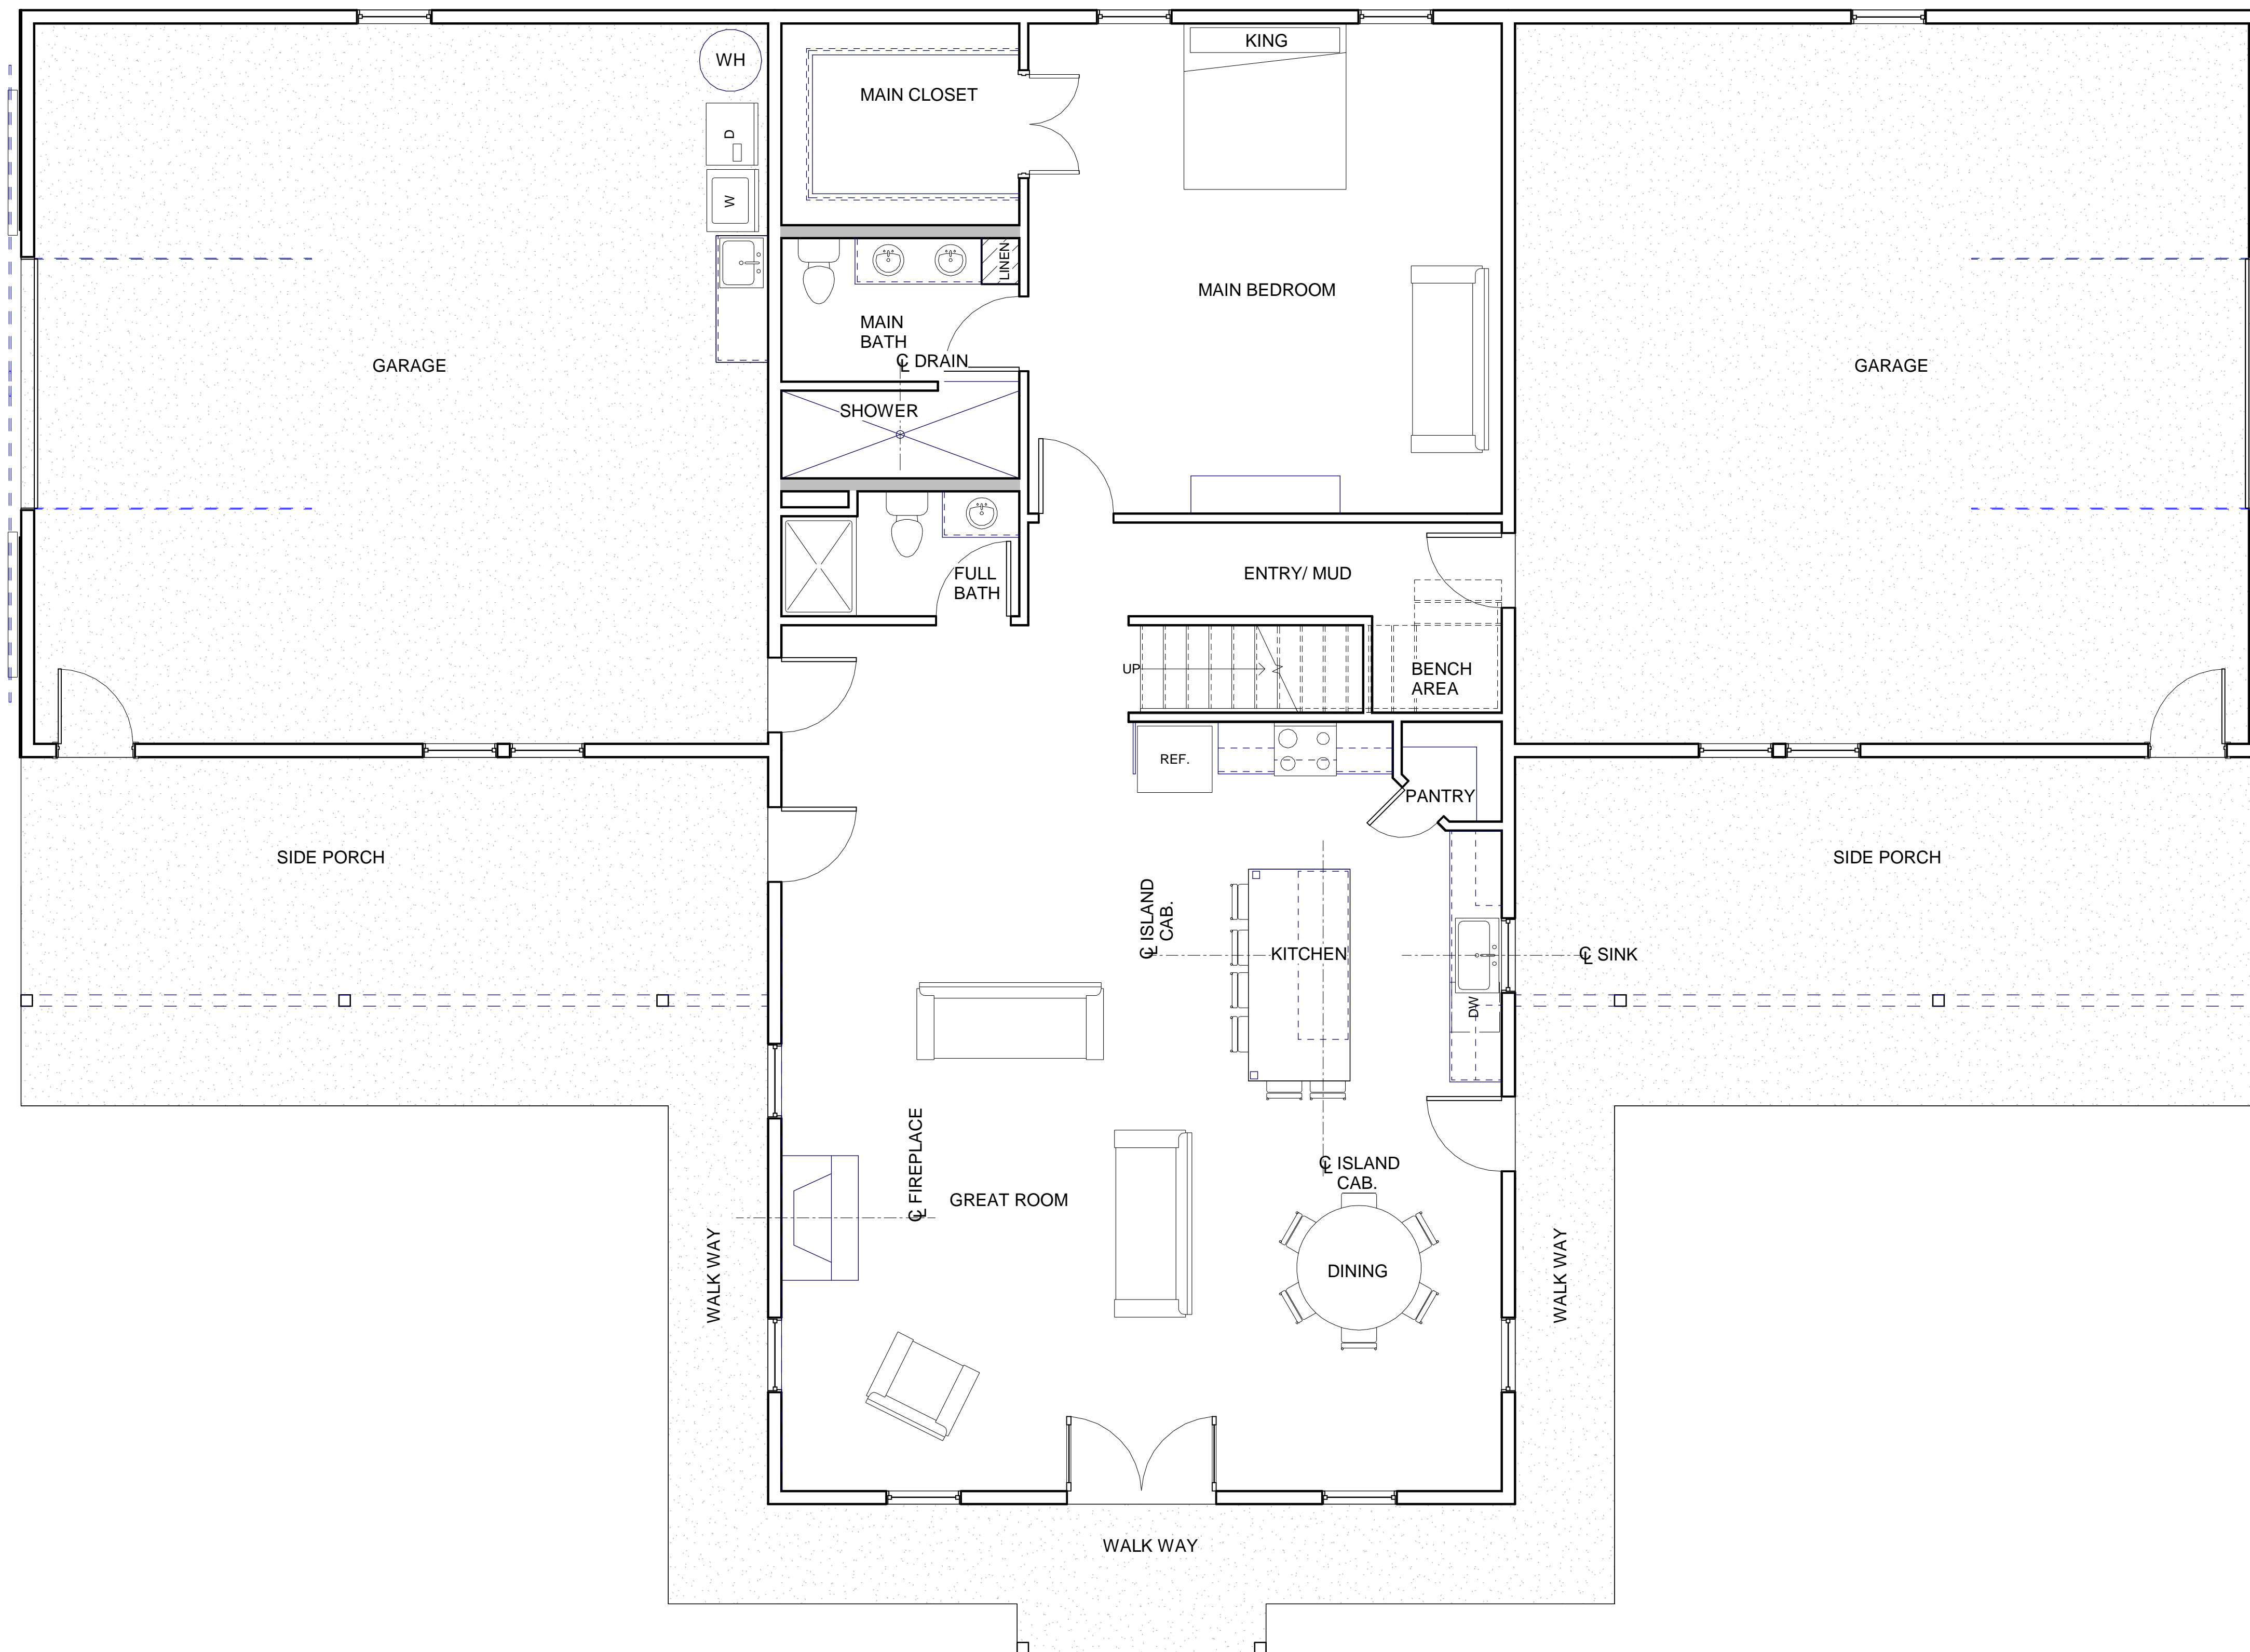 KING
WH
MAIN CLOSET
D
W
LINEN
MAIN BEDROOM
MAIN
BATH
℄ DRAIN
GARAGE
GARAGE
SHOWER
FULL
BATH
ENTRY/ MUD
UP
BENCH
AREA
REF.
PANTRY
SIDE PORCH
SIDE PORCH
℄ ISLAND
CAB.
KITCHEN
℄ SINK
DW
℄ FIREPLACE
℄ ISLAND
CAB.
GREAT ROOM
DINING
WALK WAY
WALK WAY
WALK WAY